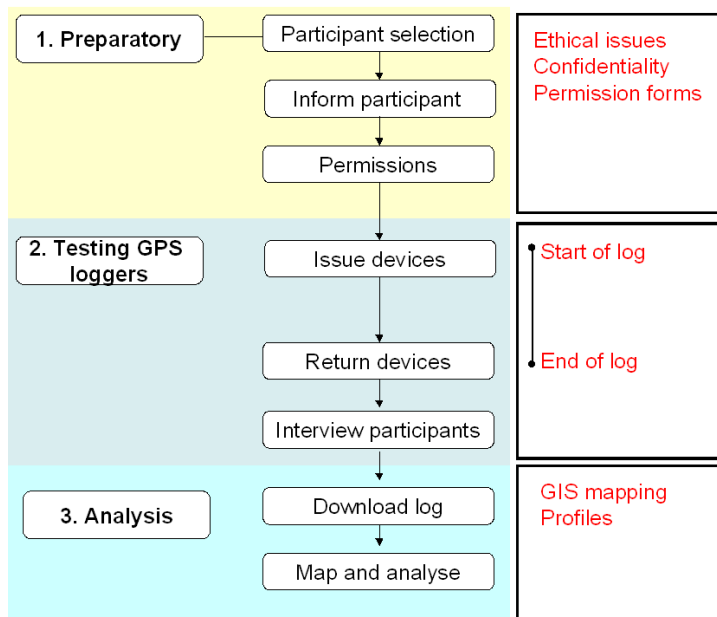 1. Preparatory
Participant selection
Inform participant
Permissions
Ethical issues
Confidentiality
Permission forms
2. Testing GPS
loggers
Issue devices
Return devices
Interview participants
Start of log
End of log
3. Analysis
Download log
Map and analyse
GIS mapping
Profiles